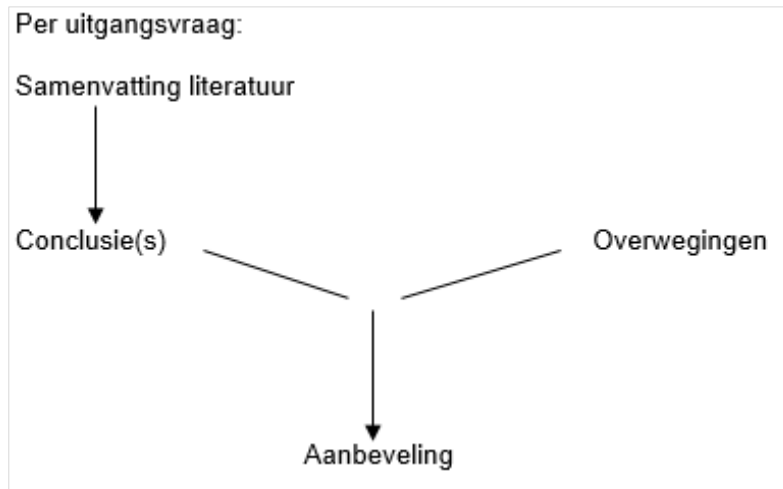 Per uitgangsvraag:
Samenvatting literatuur
Conclusie(s)
Overwegingen
Aanbeveling